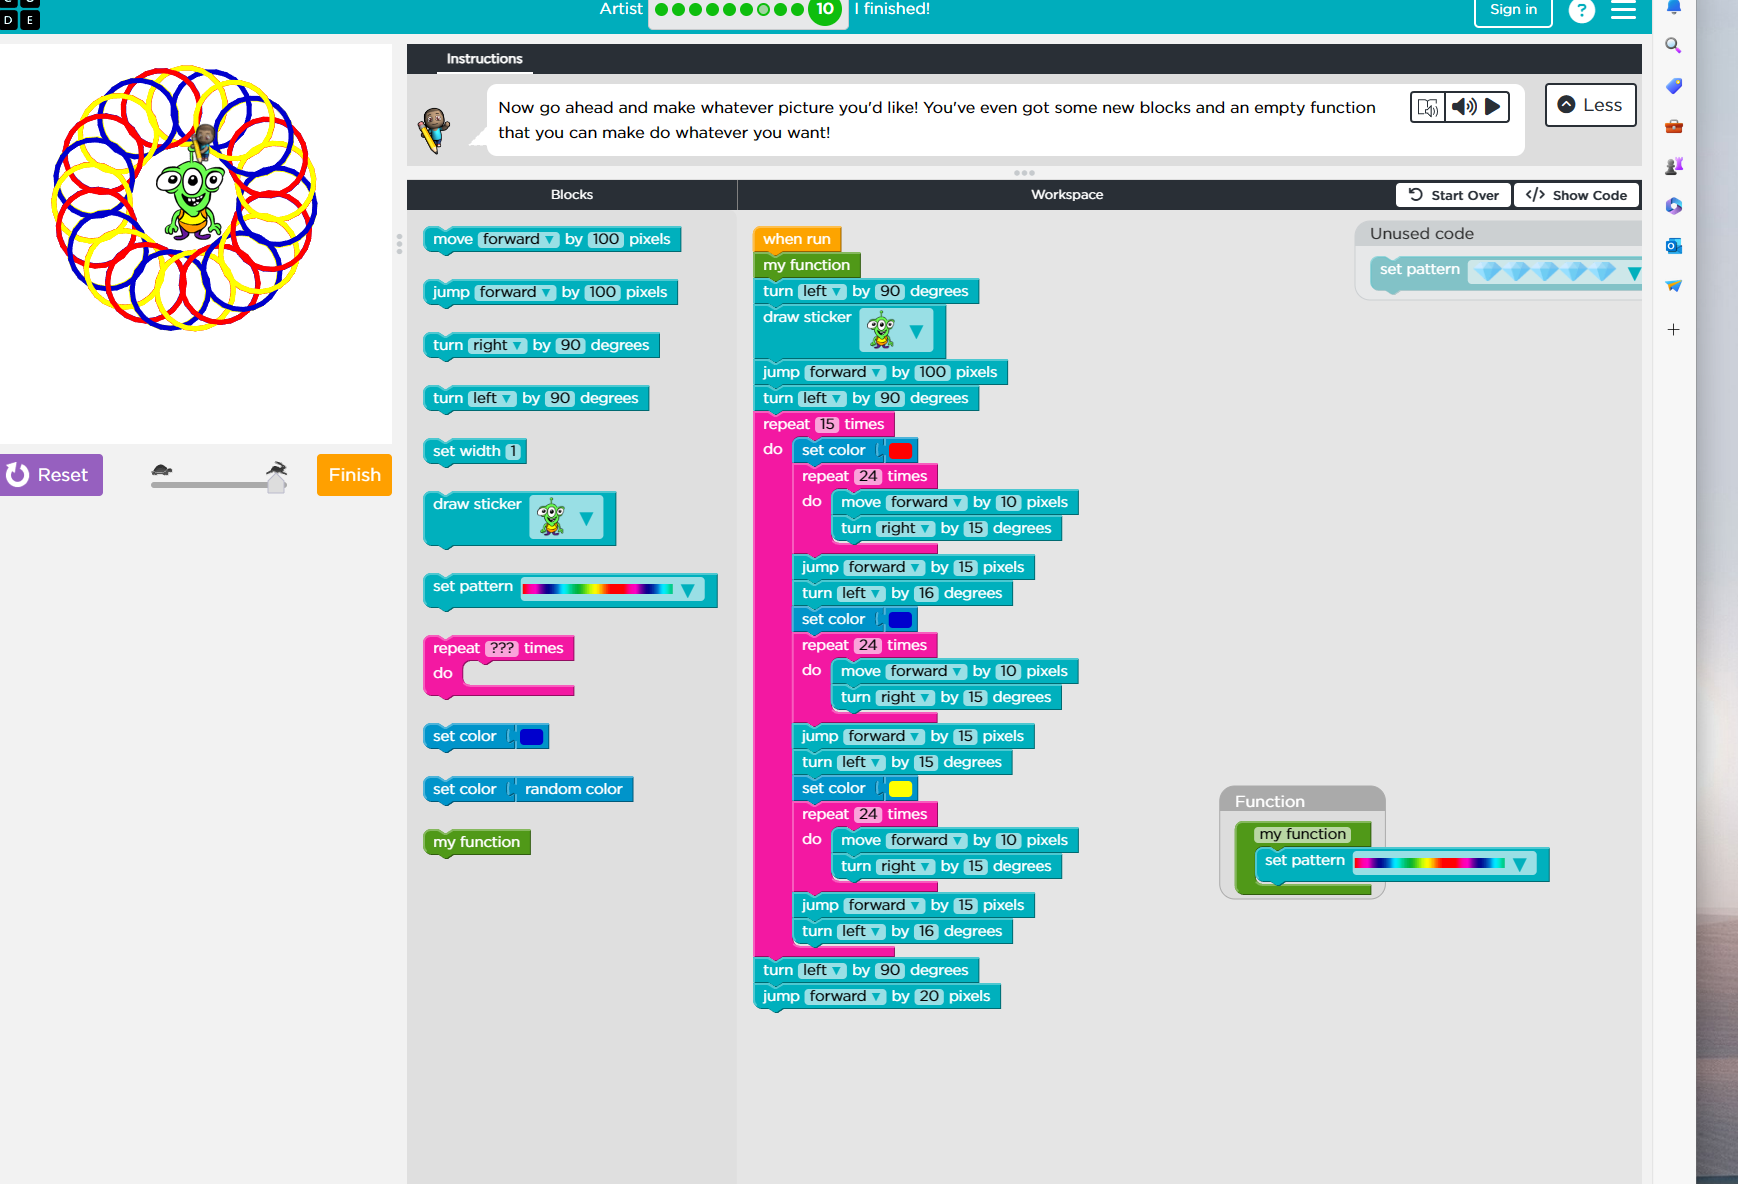 D E
Artist 10 I finished!
Sign in ?
Instructions
Now go ahead and make whatever picture you'd like! You've even got some new blocks and an empty function
that you can make do whatever you want!
Less
Blocks
Workspace
Start Over
</> Show Code
Reset
Finish
move forward by 100 pixels
jump forward by 100 pixels
turn right by 90 degrees
turn left by 90 degrees
set width 1
draw sticker
set pattern
repeat ??? times
do
set color
set color random color
my function
when run
my function
turn left by 90 degrees
draw sticker
jump forward by 100 pixels
turn left by 90 degrees
repeat 15 times
do set color
repeat 24 times
do move forward by 10 pixels
turn right by 15 degrees
jump forward by 15 pixels
turn left by 16 degrees
set color
repeat 24 times
do move forward by 10 pixels
turn right by 15 degrees
jump forward by 15 pixels
turn left by 15 degrees
set color
repeat 24 times
do move forward by 10 pixels
turn right by 15 degrees
jump forward by 15 pixels
turn left by 16 degrees
turn left by 90 degrees
jump forward by 20 pixels
Unused code
set pattern
Function
my function
set pattern